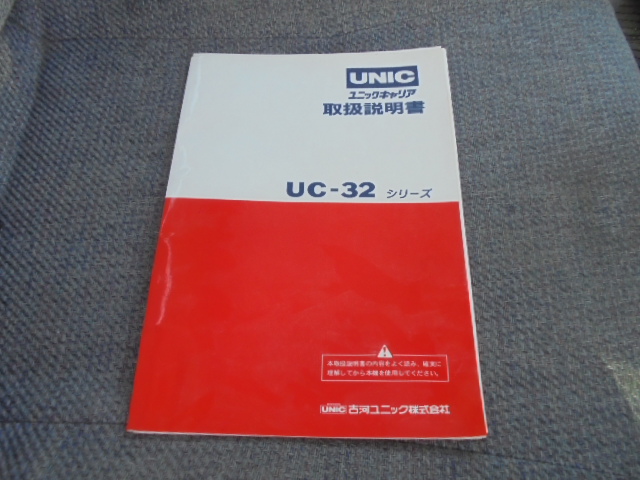 UNIC
ユニックキャリア
取扱説明書
UC-32 シリーズ
本取扱説明書の内容をよく読み、確実に
理解してから本機を使用してください。
UNIC 古河ユニック株式会社